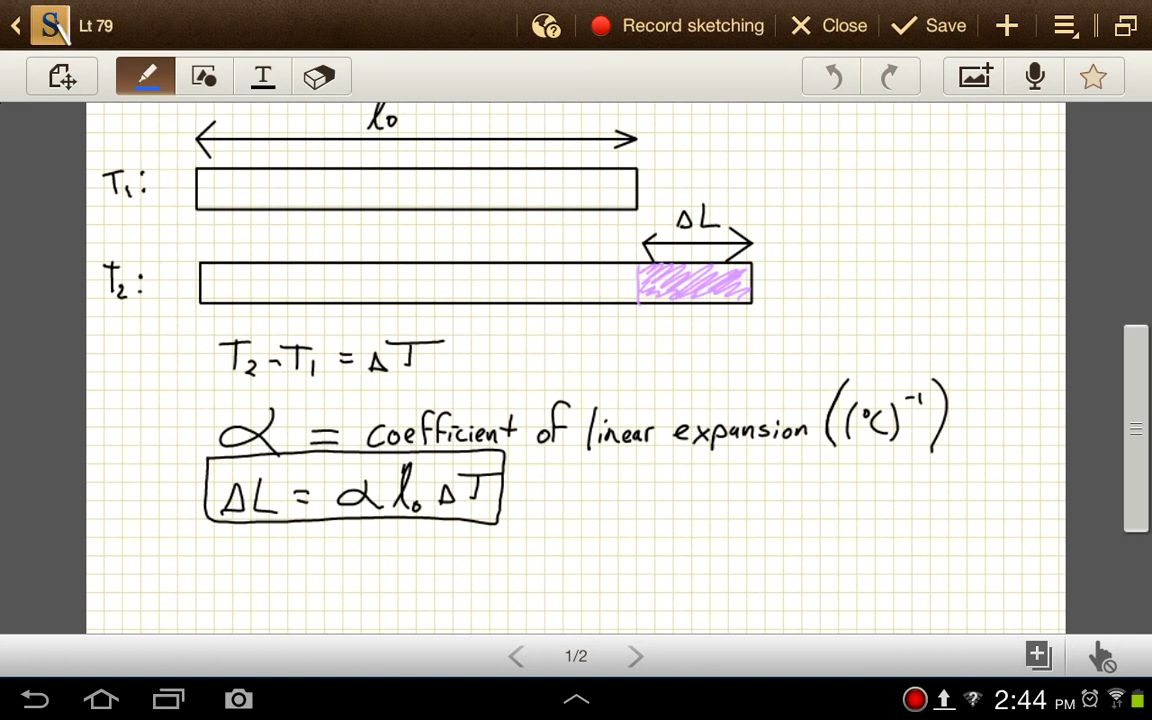 Lt 79
Record sketching
Close
Save
T
l₀
T₁:
ΔL
T₂:
T₂-T₁ = ΔT
α ≡ coefficient of linear expansion ((°C)⁻¹)
ΔL = α l₀ ΔT
1/2
2:44 PM